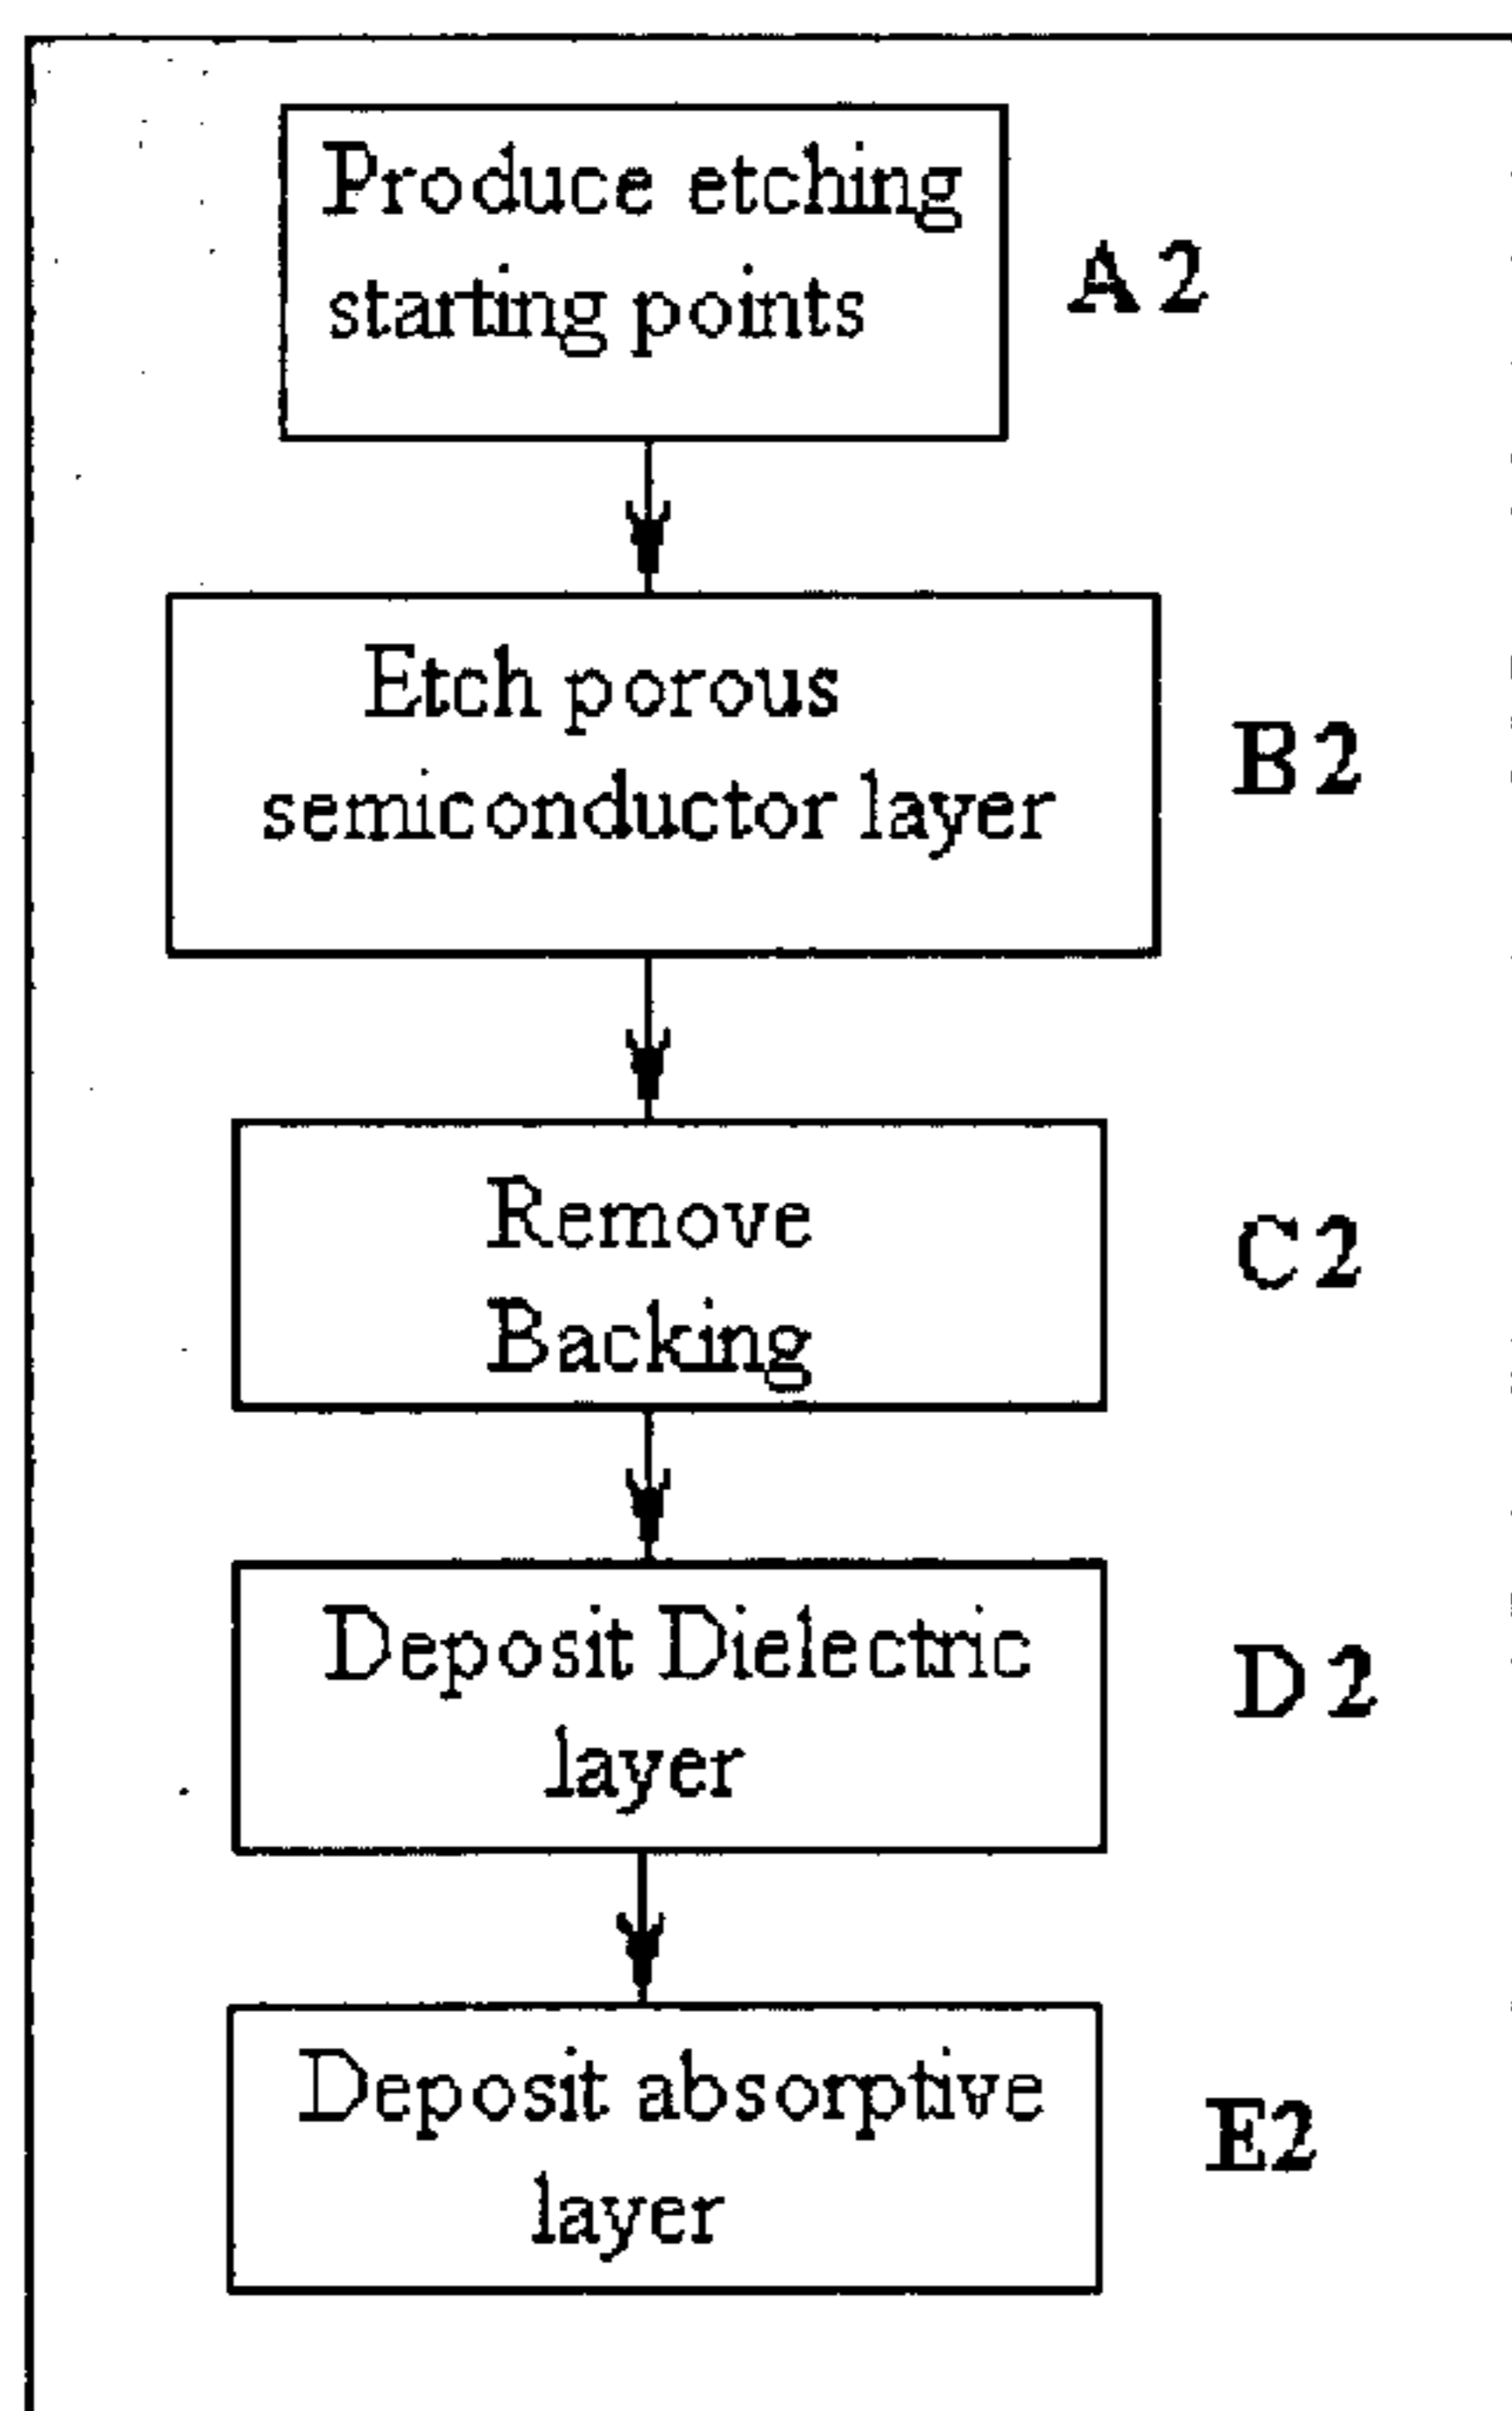 Produce etching
starting points
A2
Etch porous
semiconductor layer
B2
Remove
Backing
C2
Deposit Dielectric
layer
D2
Deposit absorptive
layer
E2